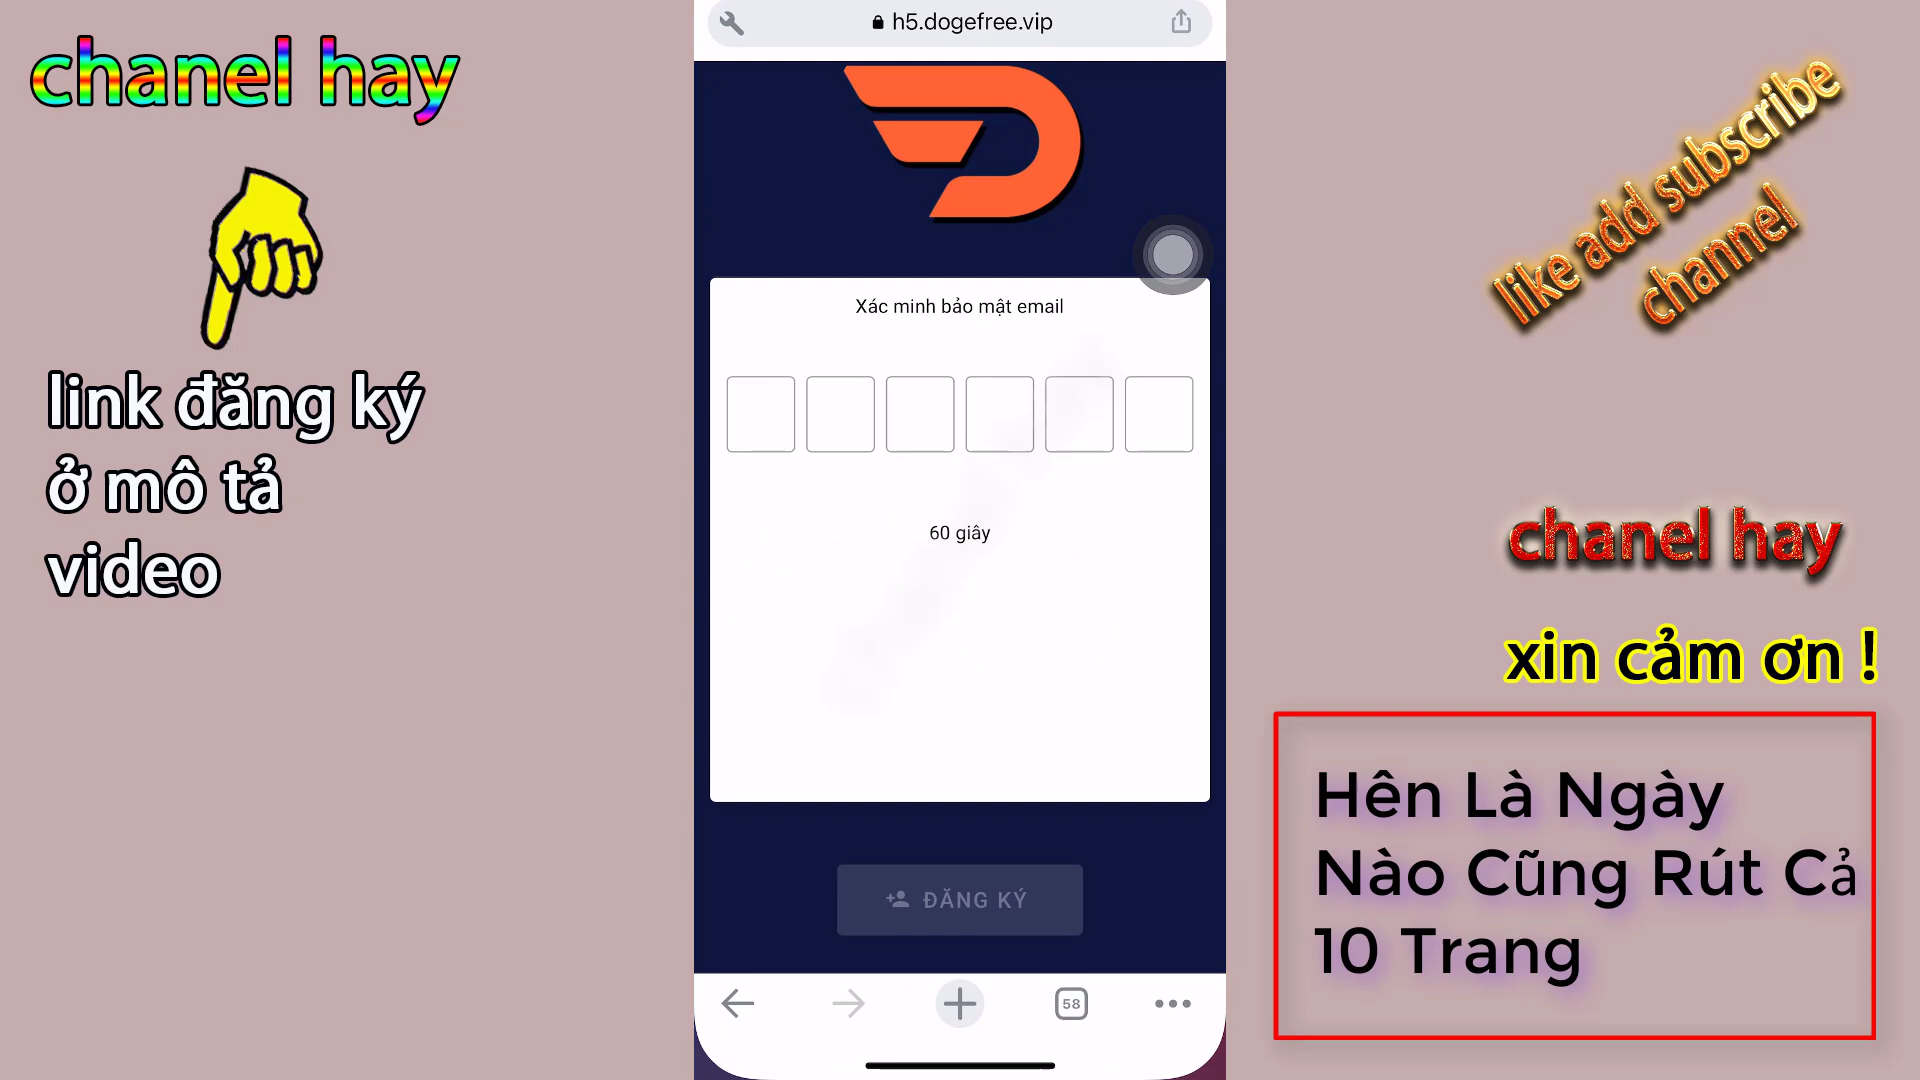 chanel hay
link đăng ký
ở mô tả
video
h5.dogefree.vip
Xác minh bảo mật email
60 giây
ĐĂNG KÝ
58
like add subscribe
channel
chanel hay
xin cảm ơn !
Hên Là Ngày
Nào Cũng Rút Cả
10 Trang